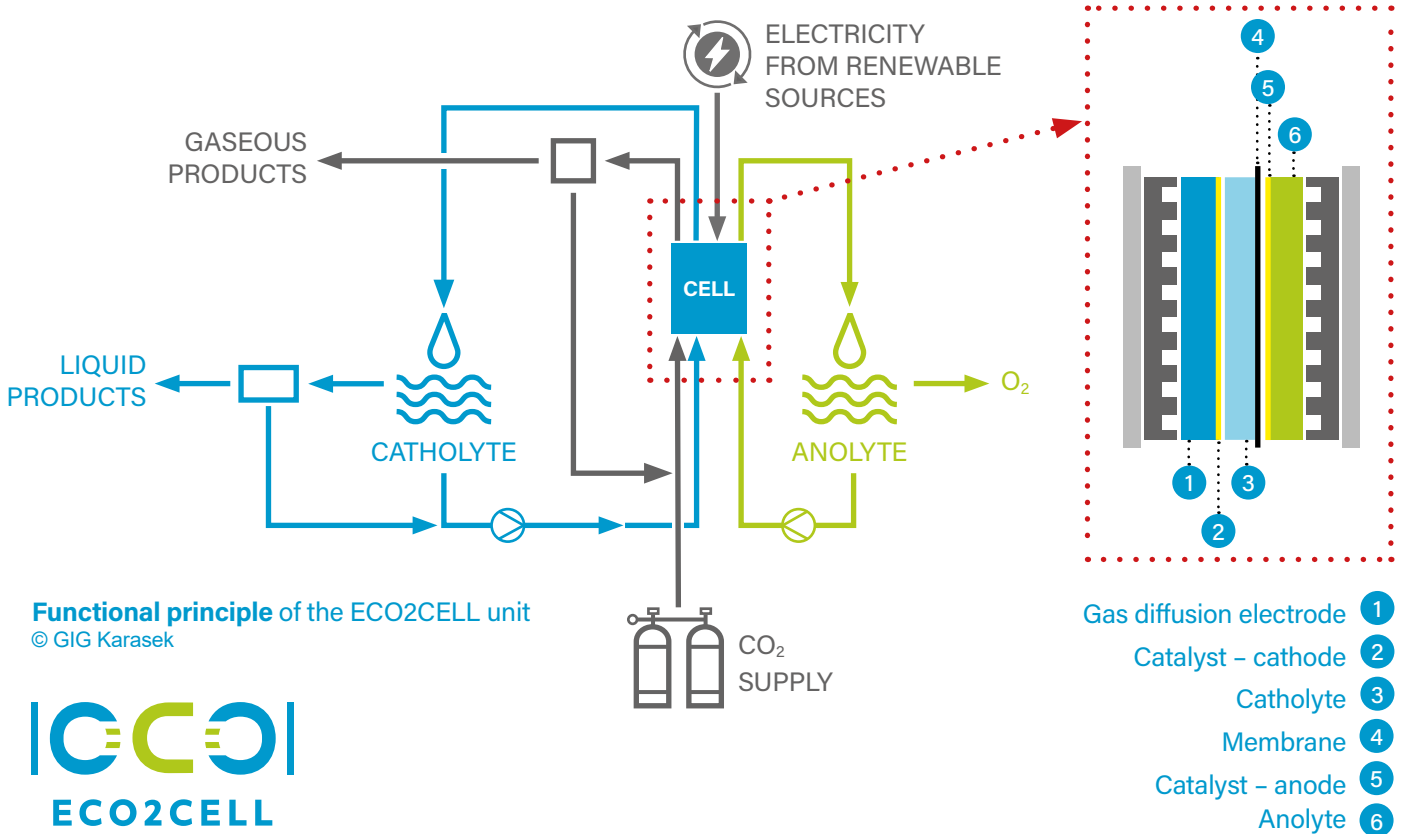 ELECTRICITY
FROM RENEWABLE
SOURCES
GASEOUS
PRODUCTS
CELL
LIQUID
PRODUCTS
CATHOLYTE
ANOLYTE
O₂
CO₂
SUPPLY
4
5
6
1
3
2
Functional principle of the ECO2CELL unit
© GIG Karasek
ECO2CELL
Gas diffusion electrode 1
Catalyst – cathode 2
Catholyte 3
Membrane 4
Catalyst – anode 5
Anolyte 6